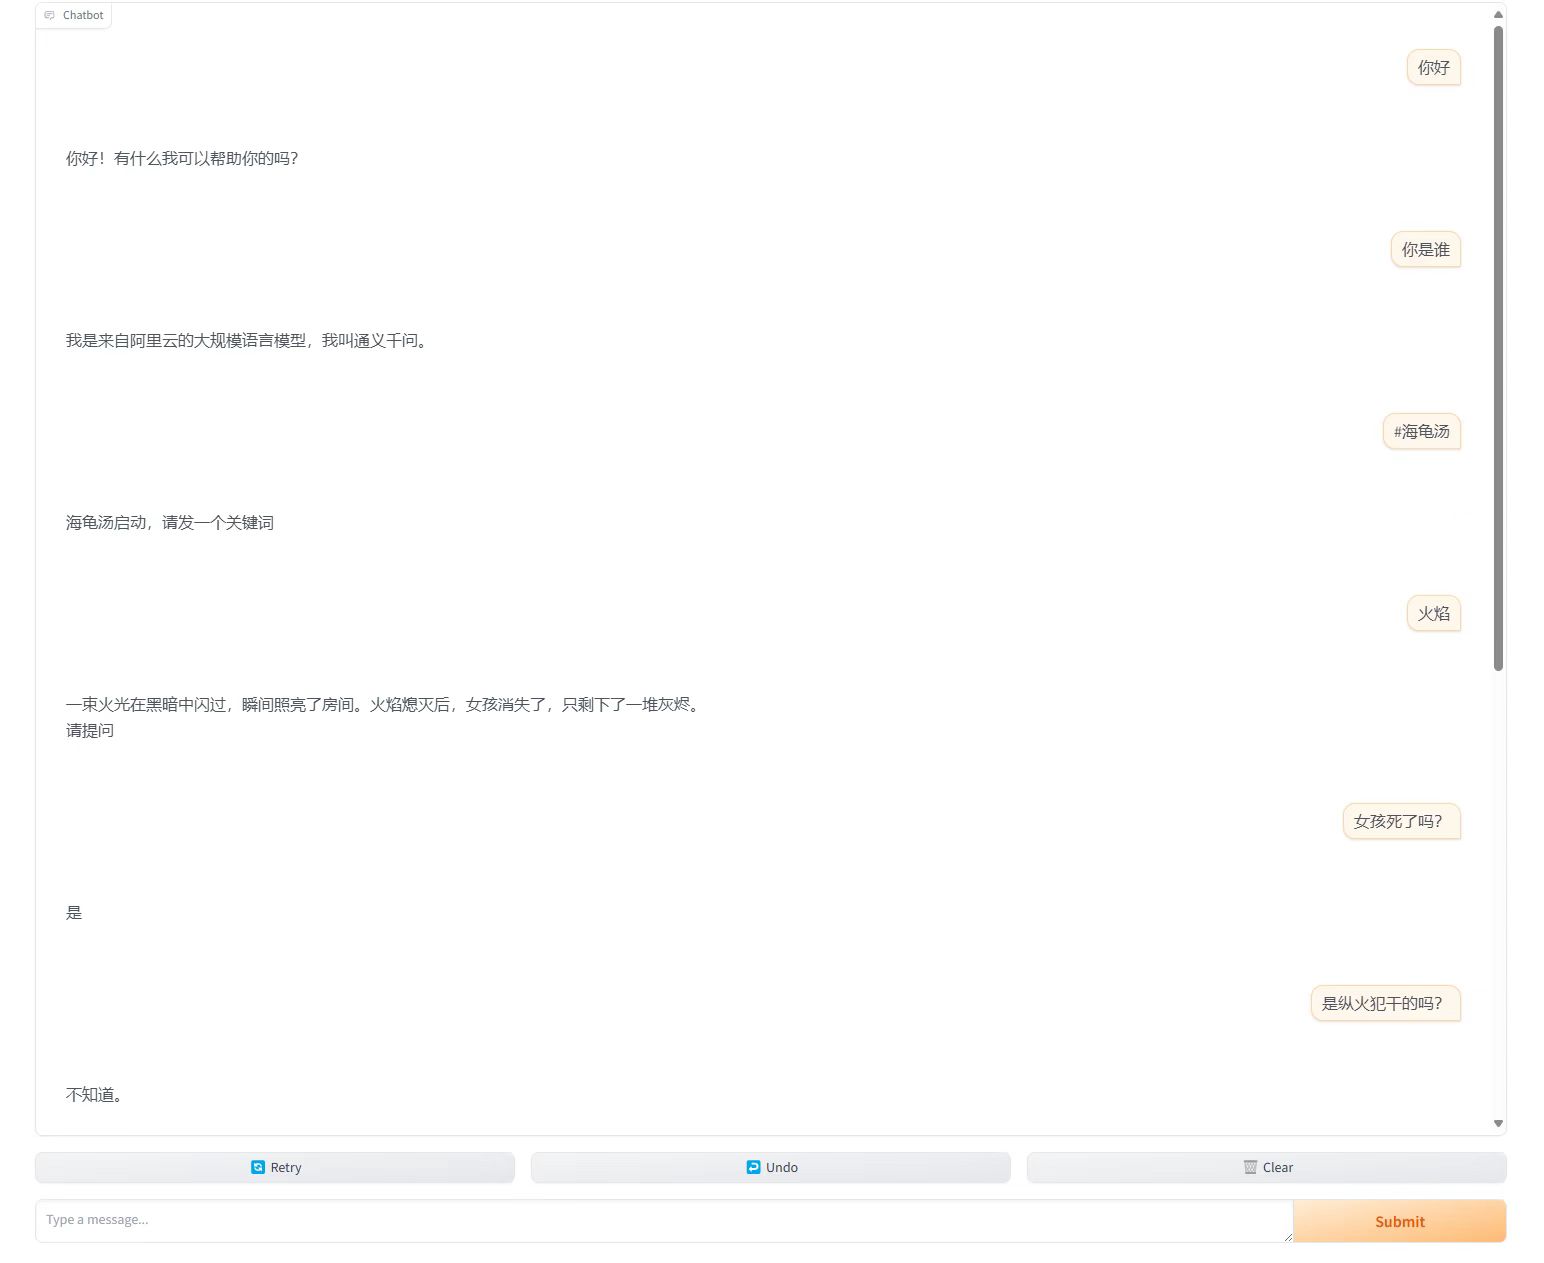 Chatbot
你好
你好！有什么我可以帮助你的吗？
你是谁
我是来自阿里云的大规模语言模型，我叫通义千问。
#海龟汤
海龟汤启动，请发一个关键词
火焰
一束火光在黑暗中闪过，瞬间照亮了房间。火焰熄灭后，女孩消失了，只剩下了一堆灰烬。
请提问
女孩死了吗？
是
是纵火犯干的吗？
不知道。
Retry
Undo
Clear
Type a message...
Submit